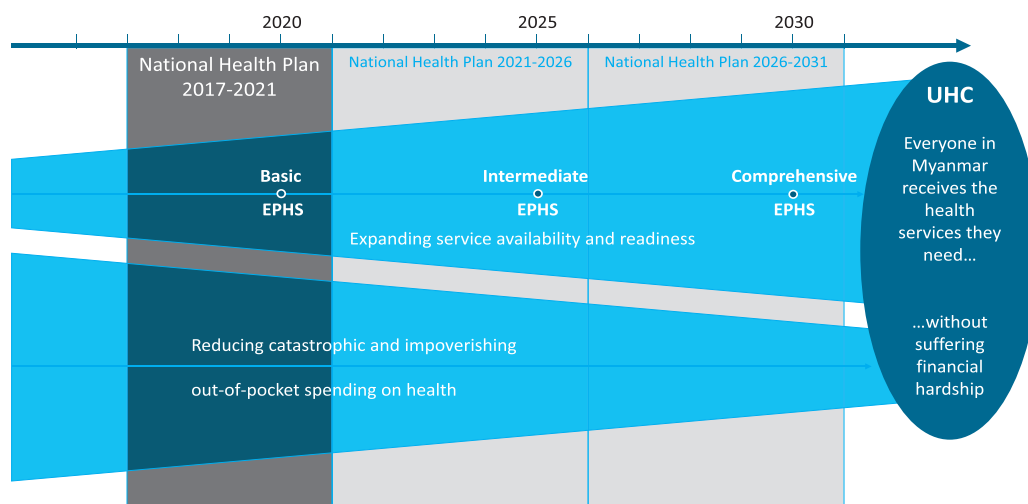 2020
2025
2030
National Health Plan
2017-2021
National Health Plan 2021-2026
National Health Plan 2026-2031
Basic
EPHS
Intermediate
EPHS
Comprehensive
EPHS
Expanding service availability and readiness
Reducing catastrophic and impoverishing
out-of-pocket spending on health
UHC
Everyone in
Myanmar
receives the
health
services they
need…
…without
suffering
financial
hardship